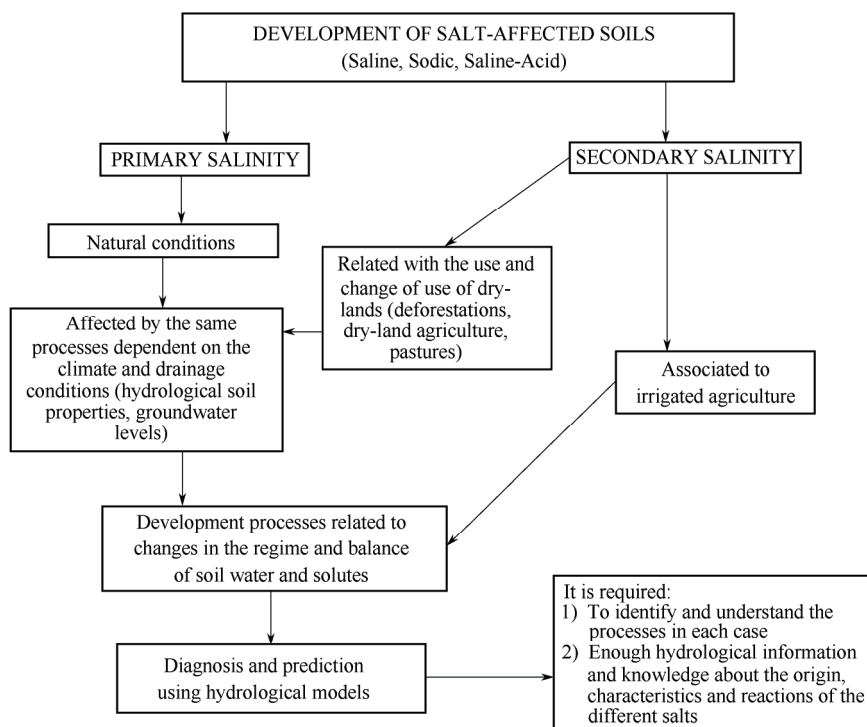 DEVELOPMENT OF SALT-AFFECTED SOILS
(Saline, Sodic, Saline-Acid)
PRIMARY SALINITY
SECONDARY SALINITY
Natural conditions
Related with the use and
change of use of dry-
lands (deforestations,
dry-land agriculture,
pastures)
Affected by the same
processes dependent on the
climate and drainage
conditions (hydrological soil
properties, groundwater
levels)
Associated to
irrigated agriculture
Development processes related to
changes in the regime and balance
of soil water and solutes
Diagnosis and prediction
using hydrological models
It is required:
1) To identify and understand the
processes in each case
2) Enough hydrological information
and knowledge about the origin,
characteristics and reactions of the
different salts